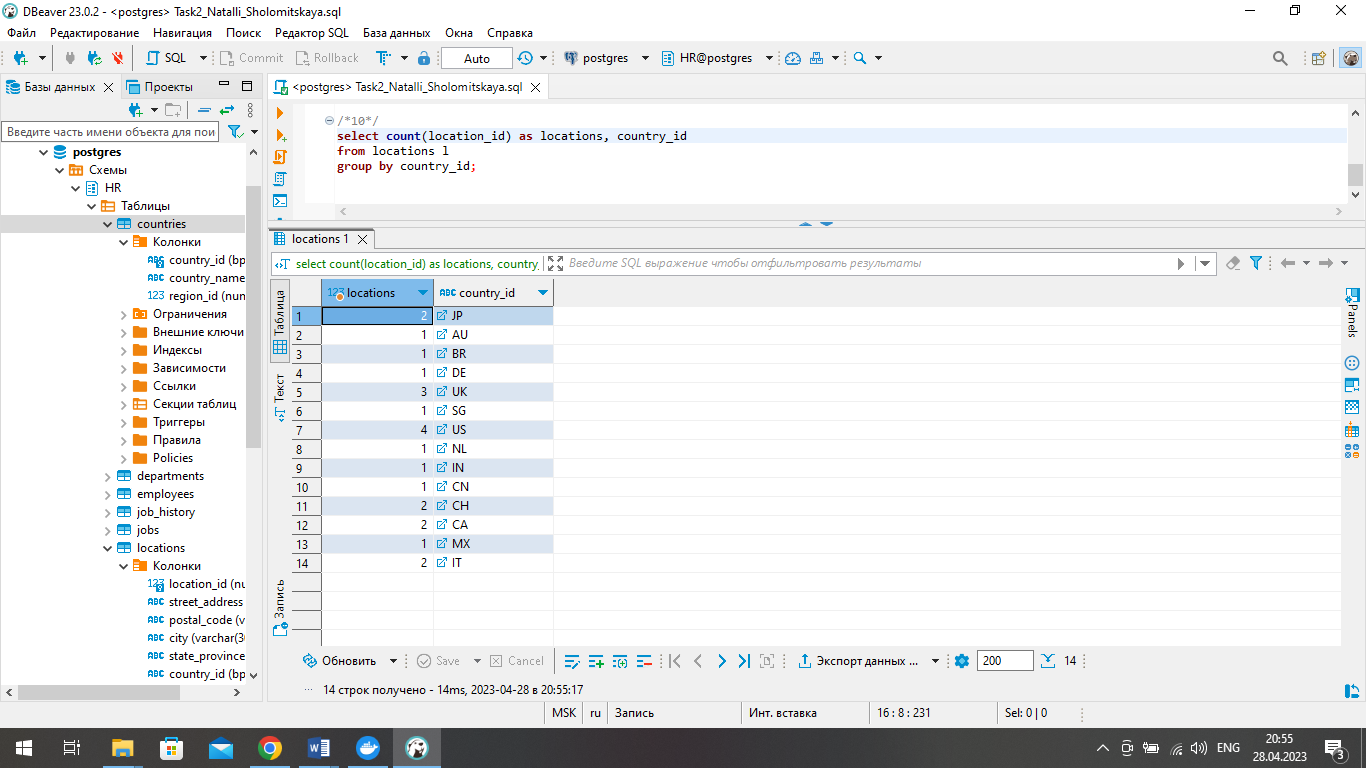 DBeaver 23.0.2 - <postgres> Task2_Natalli_Sholomitskaya.sql
Файл Редактирование Навигация Поиск Редактор SQL База данных Окна Справка
SQL Commit Rollback Auto postgres HR@postgres
Базы данных Проекты
<postgres> Task2_Natalli_Sholomitskaya.sql
Введите часть имени объекта для пои
postgres
Схемы
HR
Таблицы
countries
Колонки
country_id (bp
country_name
region_id (nun
Ограничения
Внешние ключи
Индексы
Зависимости
Ссылки
Секции таблиц
Триггеры
Правила
Policies
departments
employees
job_history
jobs
locations
Колонки
location_id (nu
street_address
postal_code (v
city (varchar(30
state_province
country_id (bp
/*10*/
select count(location_id) as locations, country_id
from locations l
group by country_id;
locations 1
select count(location_id) as locations, country_ Введите SQL выражение чтобы отфильтровать результаты
Таблица
Текст
Запись
123 locations ABC country_id
1 2 JP
2 1 AU
3 1 BR
4 1 DE
5 3 UK
6 1 SG
7 4 US
8 1 NL
9 1 IN
10 1 CN
11 2 CH
12 2 CA
13 1 MX
14 2 IT
Panels
Обновить Save Cancel Экспорт данных ... 200 14
14 строк получено - 14ms, 2023-04-28 в 20:55:17
MSK ru Запись Инт. вставка 16 : 8 : 231 Sel: 0 | 0
ENG 20:55
28.04.2023 3